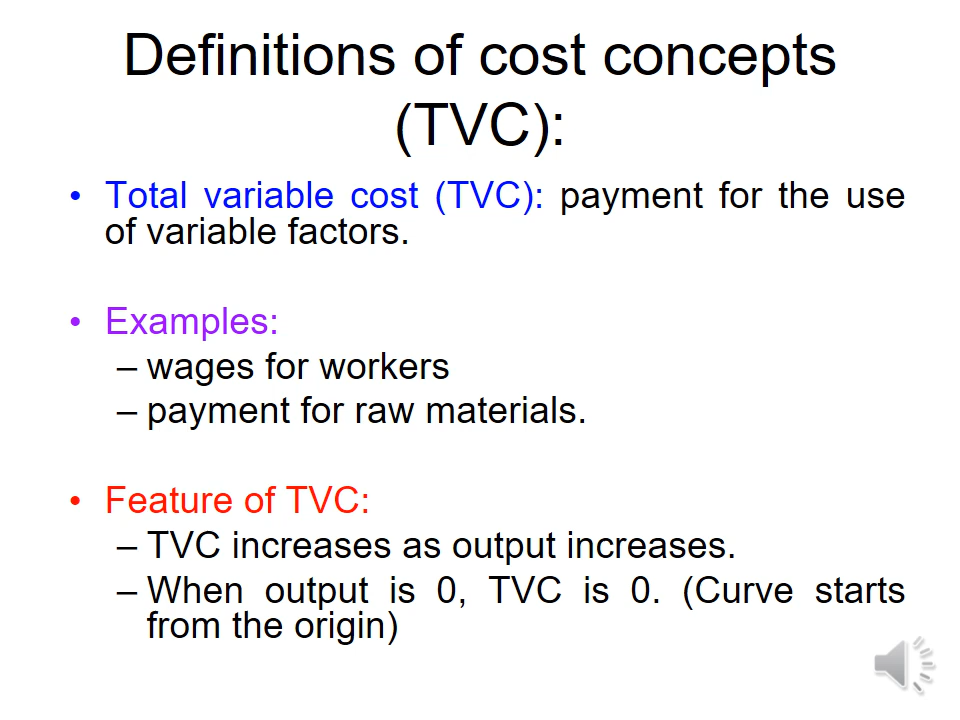 Definitions of cost concepts
(TVC):
• Total variable cost (TVC): payment for the use
of variable factors.
• Examples:
– wages for workers
– payment for raw materials.
• Feature of TVC:
– TVC increases as output increases.
– When output is 0, TVC is 0. (Curve starts
from the origin)